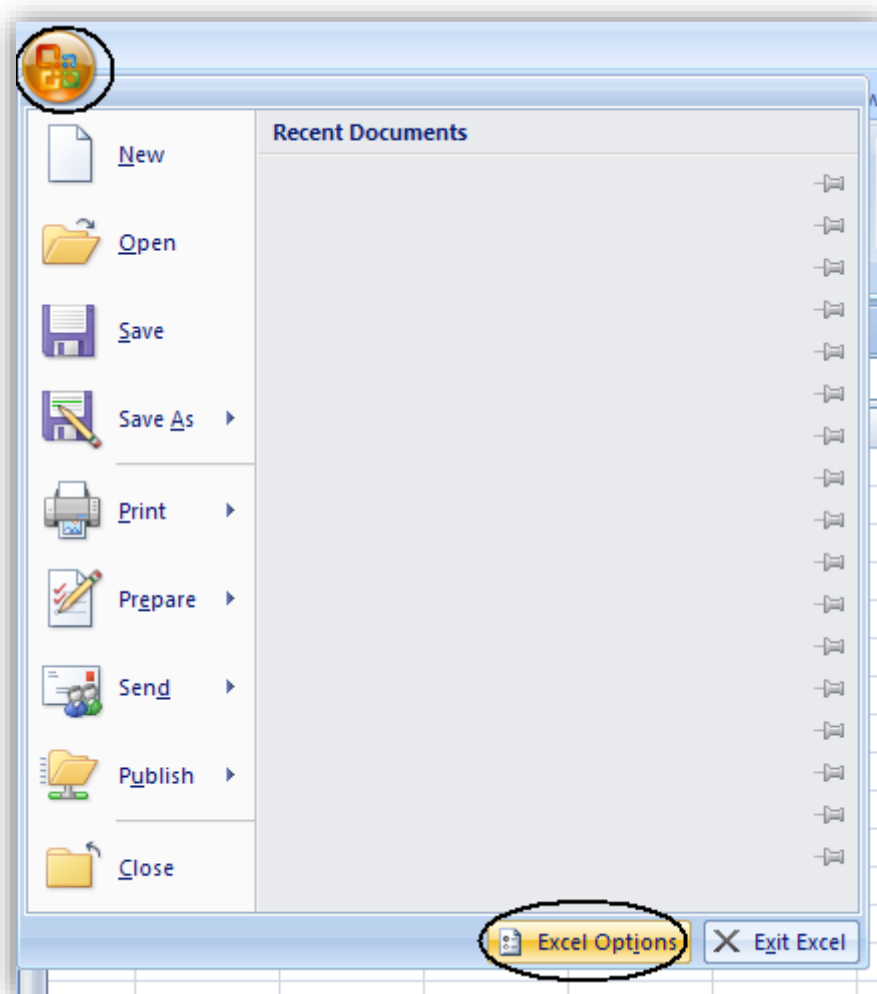 Recent Documents
New
Open
Save
Save As
Print
Prepare
Send
Publish
Close
Excel Options
Exit Excel